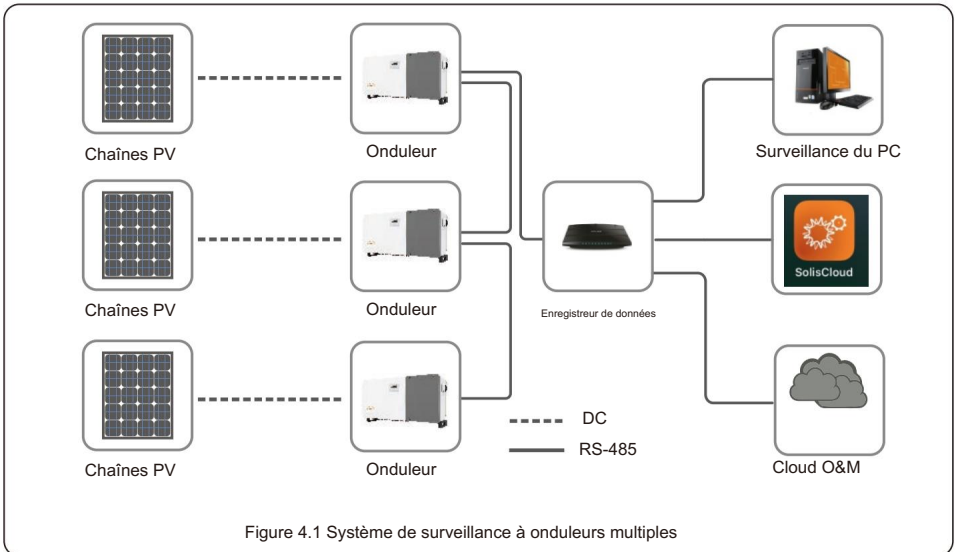 Chaînes PV
Onduleur
Surveillance du PC
Chaînes PV
Onduleur
Enregistreur de données
SolisCloud
Chaînes PV
Onduleur
DC
RS-485
Cloud O&M
Figure 4.1 Système de surveillance à onduleurs multiples